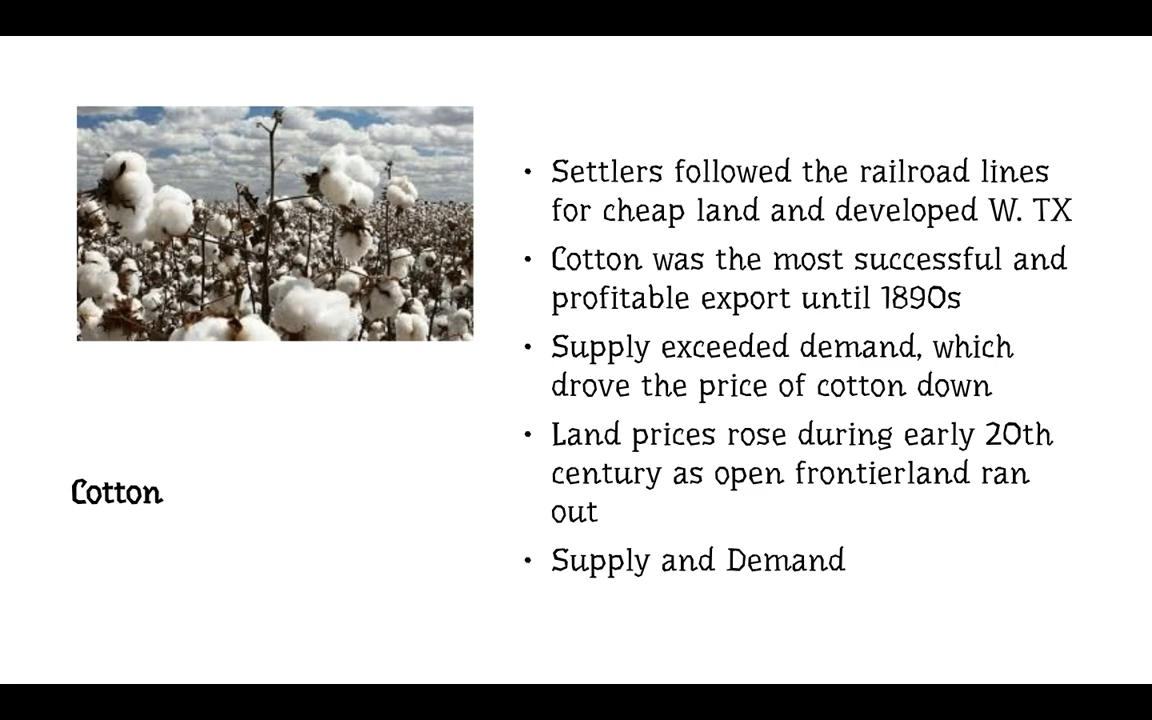 Cotton
• Settlers followed the railroad lines
for cheap land and developed W. TX
• Cotton was the most successful and
profitable export until 1890s
• Supply exceeded demand, which
drove the price of cotton down
• Land prices rose during early 20th
century as open frontierland ran
out
• Supply and Demand